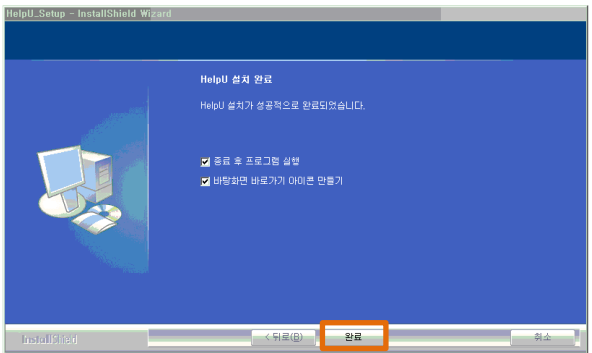 HelpU_Setup - InstallShield Wizard
HelpU 설치 완료
HelpU 설치가 성공적으로 완료되었습니다.
종료 후 프로그램 실행
바탕화면 바로가기 아이콘 만들기
InstallShield
< 뒤로(B) 완료 취소